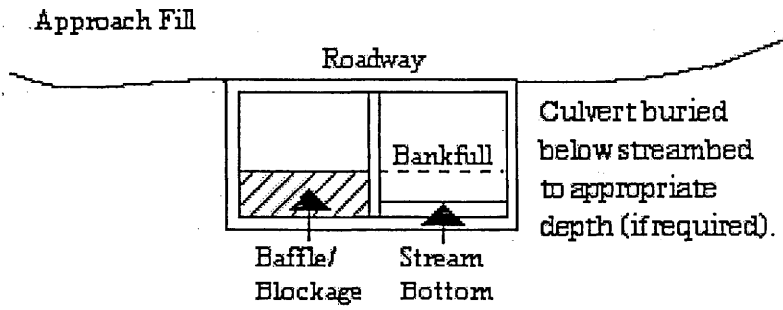 Approach Fill
Roadway
Bankfull
Culvert buried
below streambed
to appropriate
depth (if required).
Baffle/
Blockage
Stream
Bottom